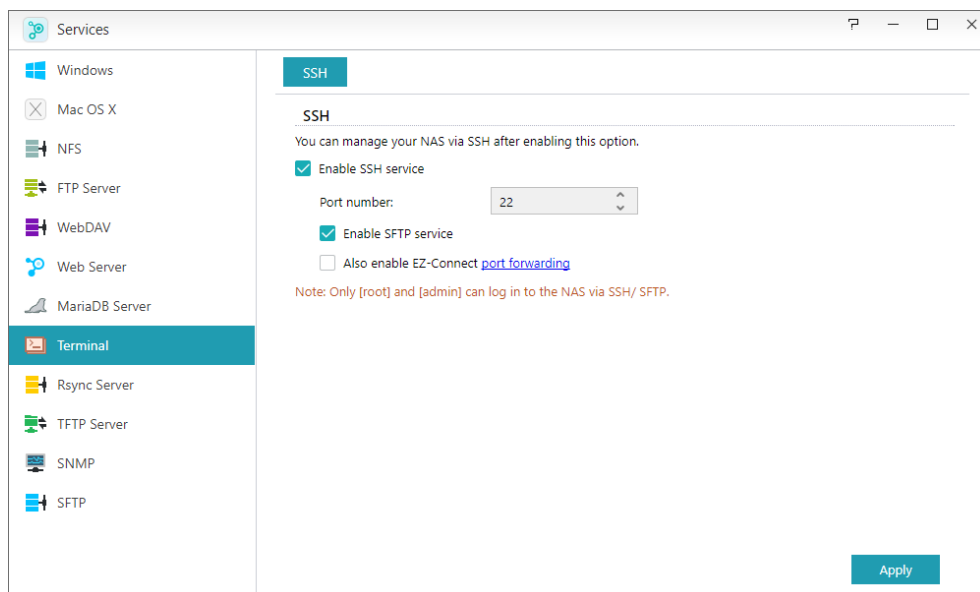 Services
Windows
Mac OS X
NFS
FTP Server
WebDAV
Web Server
MariaDB Server
Terminal
Rsync Server
TFTP Server
SNMP
SFTP
SSH
SSH
You can manage your NAS via SSH after enabling this option.
Enable SSH service
Port number: 22
Enable SFTP service
Also enable EZ-Connect port forwarding
Note: Only [root] and [admin] can log in to the NAS via SSH/ SFTP.
Apply